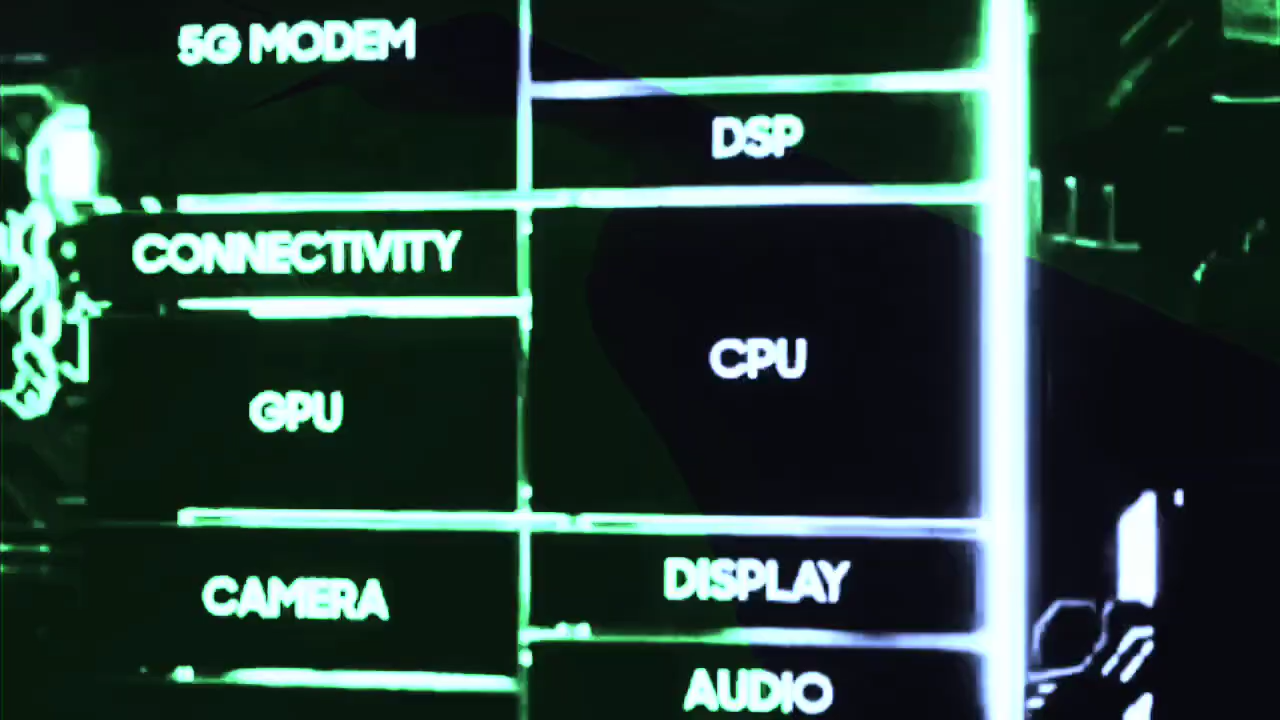 5G MODEM
DSP
CONNECTIVITY
CPU
GPU
DISPLAY
CAMERA
AUDIO